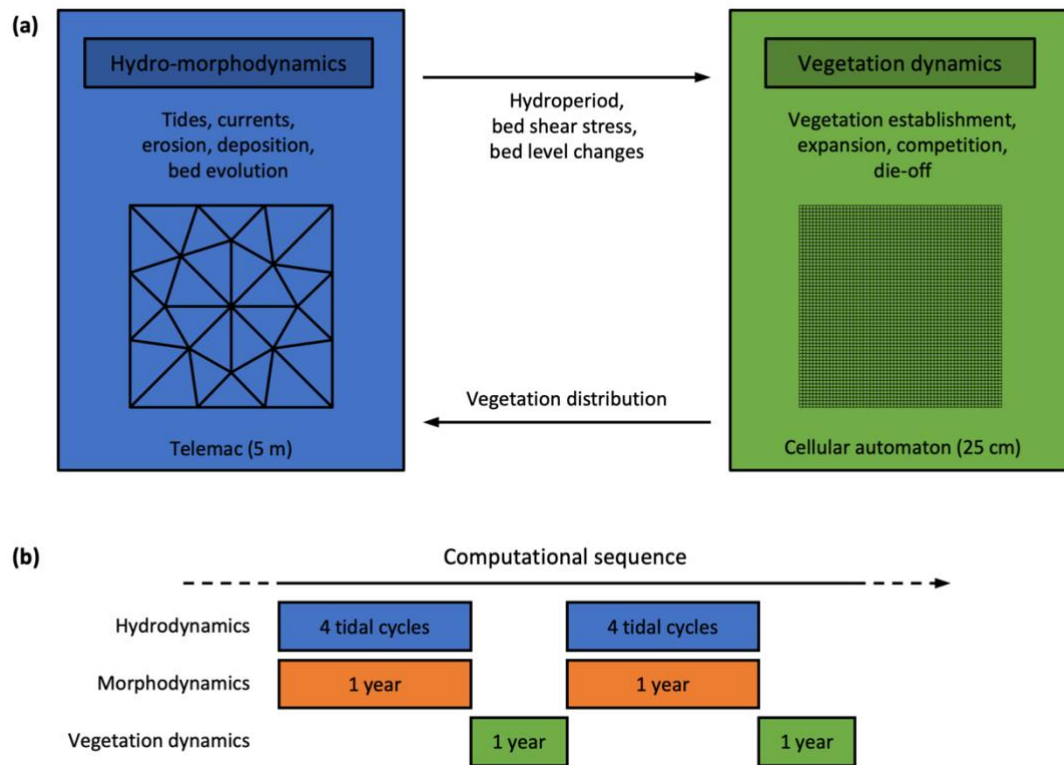 (a)
Hydro-morphodynamics
Tides, currents,
erosion, deposition,
bed evolution
Telemac (5 m)
Hydroperiod,
bed shear stress,
bed level changes
Vegetation distribution
Vegetation dynamics
Vegetation establishment,
expansion, competition,
die-off
Cellular automaton (25 cm)
(b)
Computational sequence
Hydrodynamics
4 tidal cycles
4 tidal cycles
Morphodynamics
1 year
1 year
Vegetation dynamics
1 year
1 year